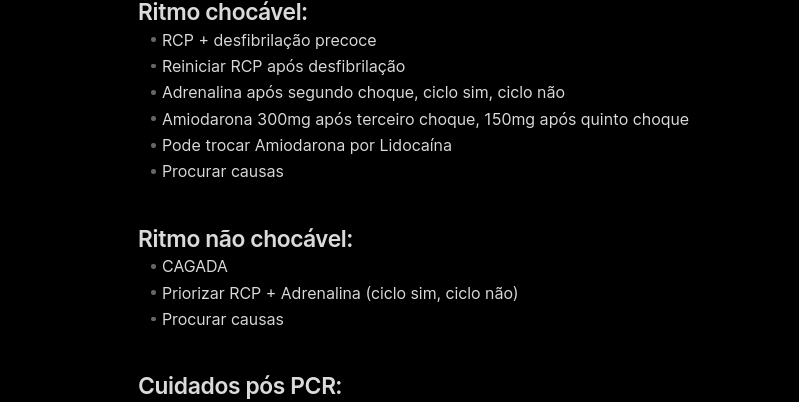 Ritmo chocável:
RCP + desfibrilação precoce
Reiniciar RCP após desfibrilação
Adrenalina após segundo choque, ciclo sim, ciclo não
Amiodarona 300mg após terceiro choque, 150mg após quinto choque
Pode trocar Amiodarona por Lidocaína
Procurar causas
Ritmo não chocável:
CAGADA
Priorizar RCP + Adrenalina (ciclo sim, ciclo não)
Procurar causas
Cuidados pós PCR: